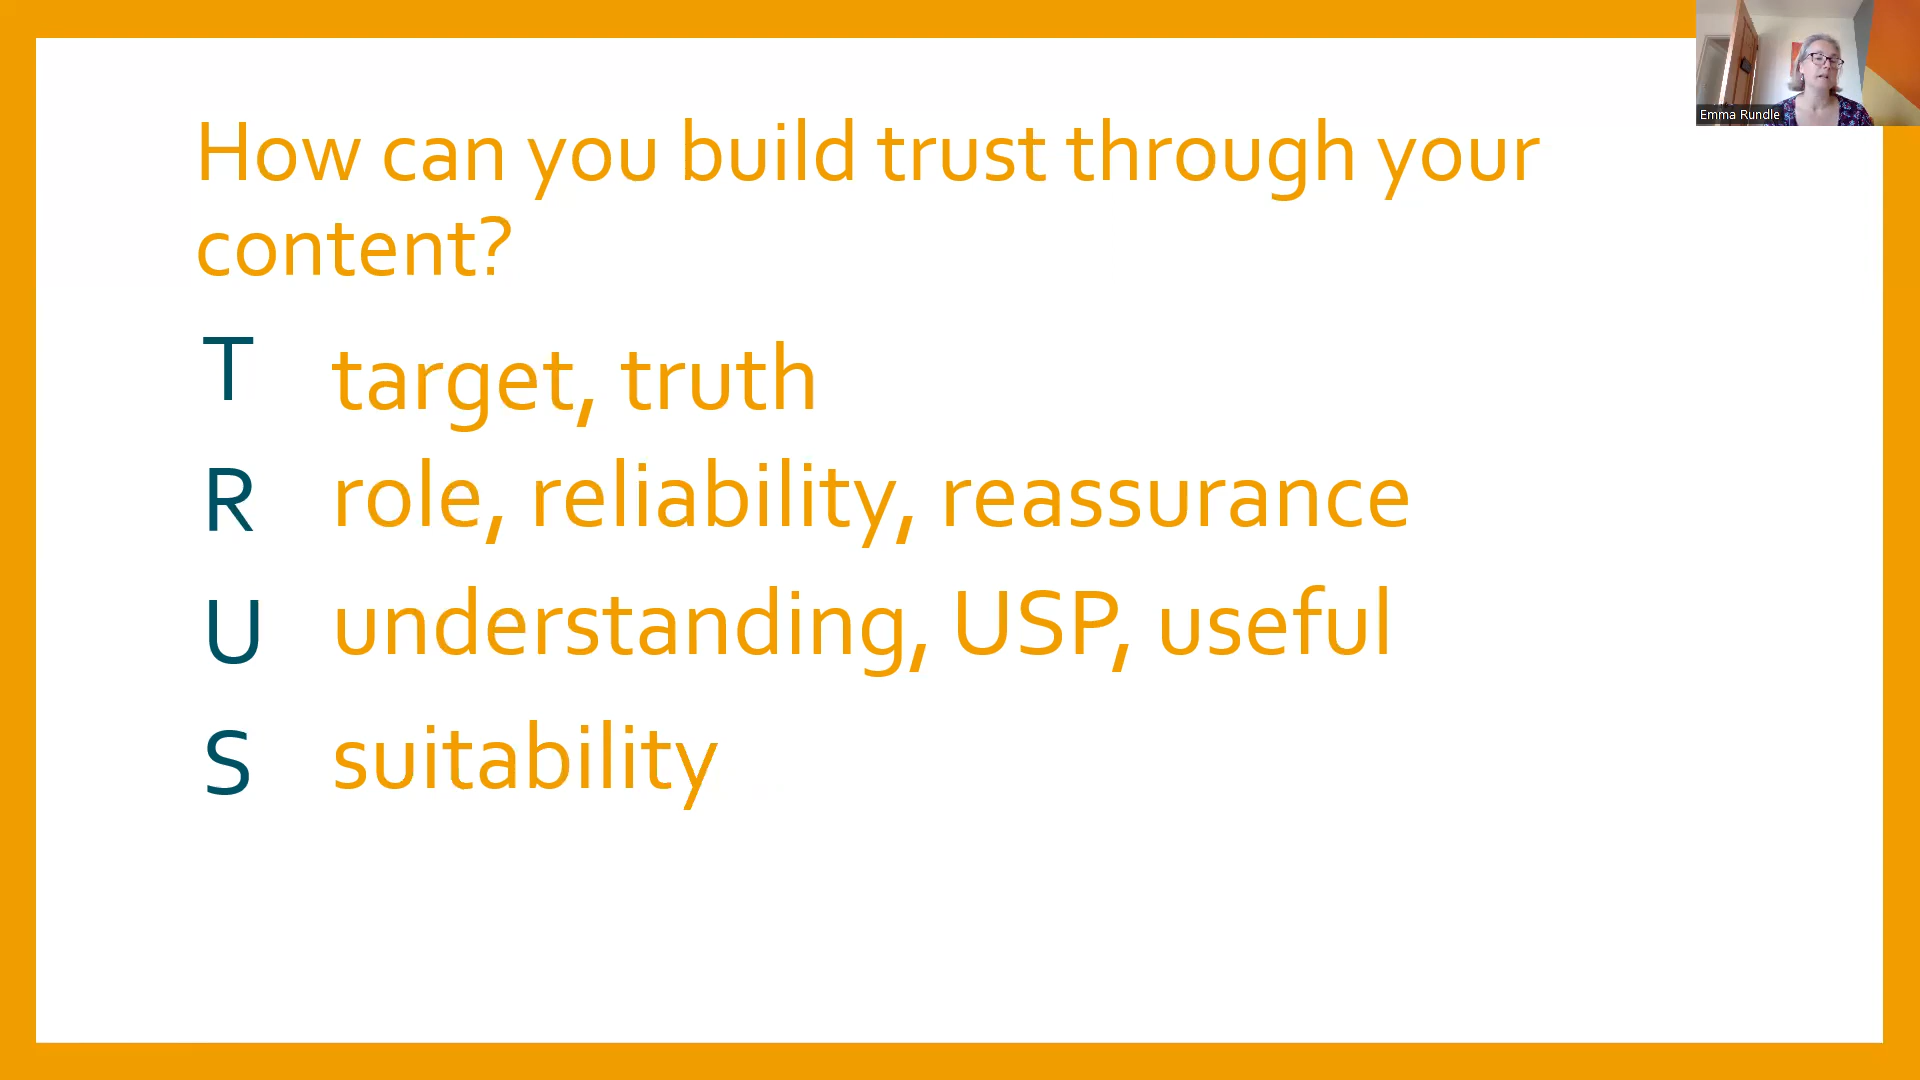 How can you build trust through your
content?
T target, truth
R role, reliability, reassurance
U understanding, USP, useful
S suitability
Emma Rundle